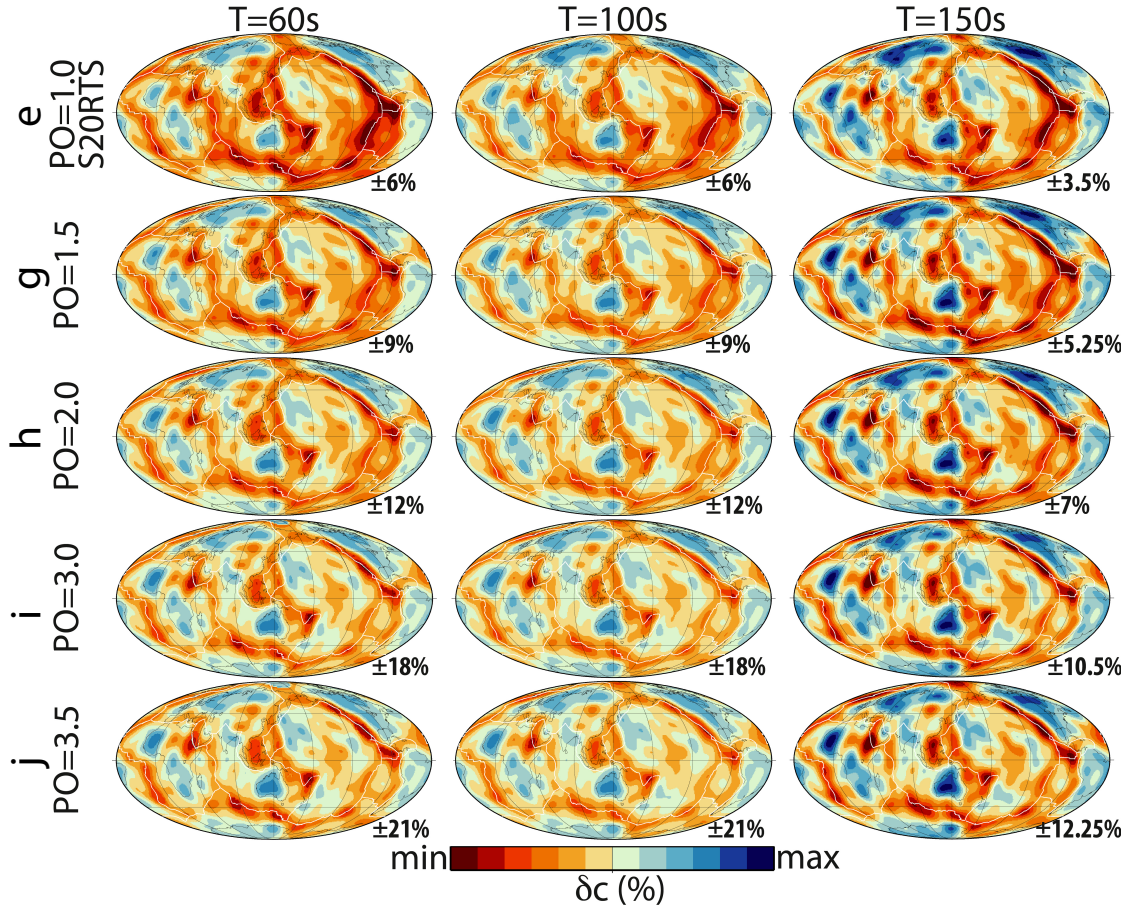 T=60s T=100s T=150s
e
PO=1.0
S20RTS
±6% ±6% ±3.5%
g
PO=1.5
±9% ±9% ±5.25%
h
PO=2.0
±12% ±12% ±7%
i
PO=3.0
±18% ±18% ±10.5%
j
PO=3.5
±21% ±21% ±12.25%
min max
δc (%)